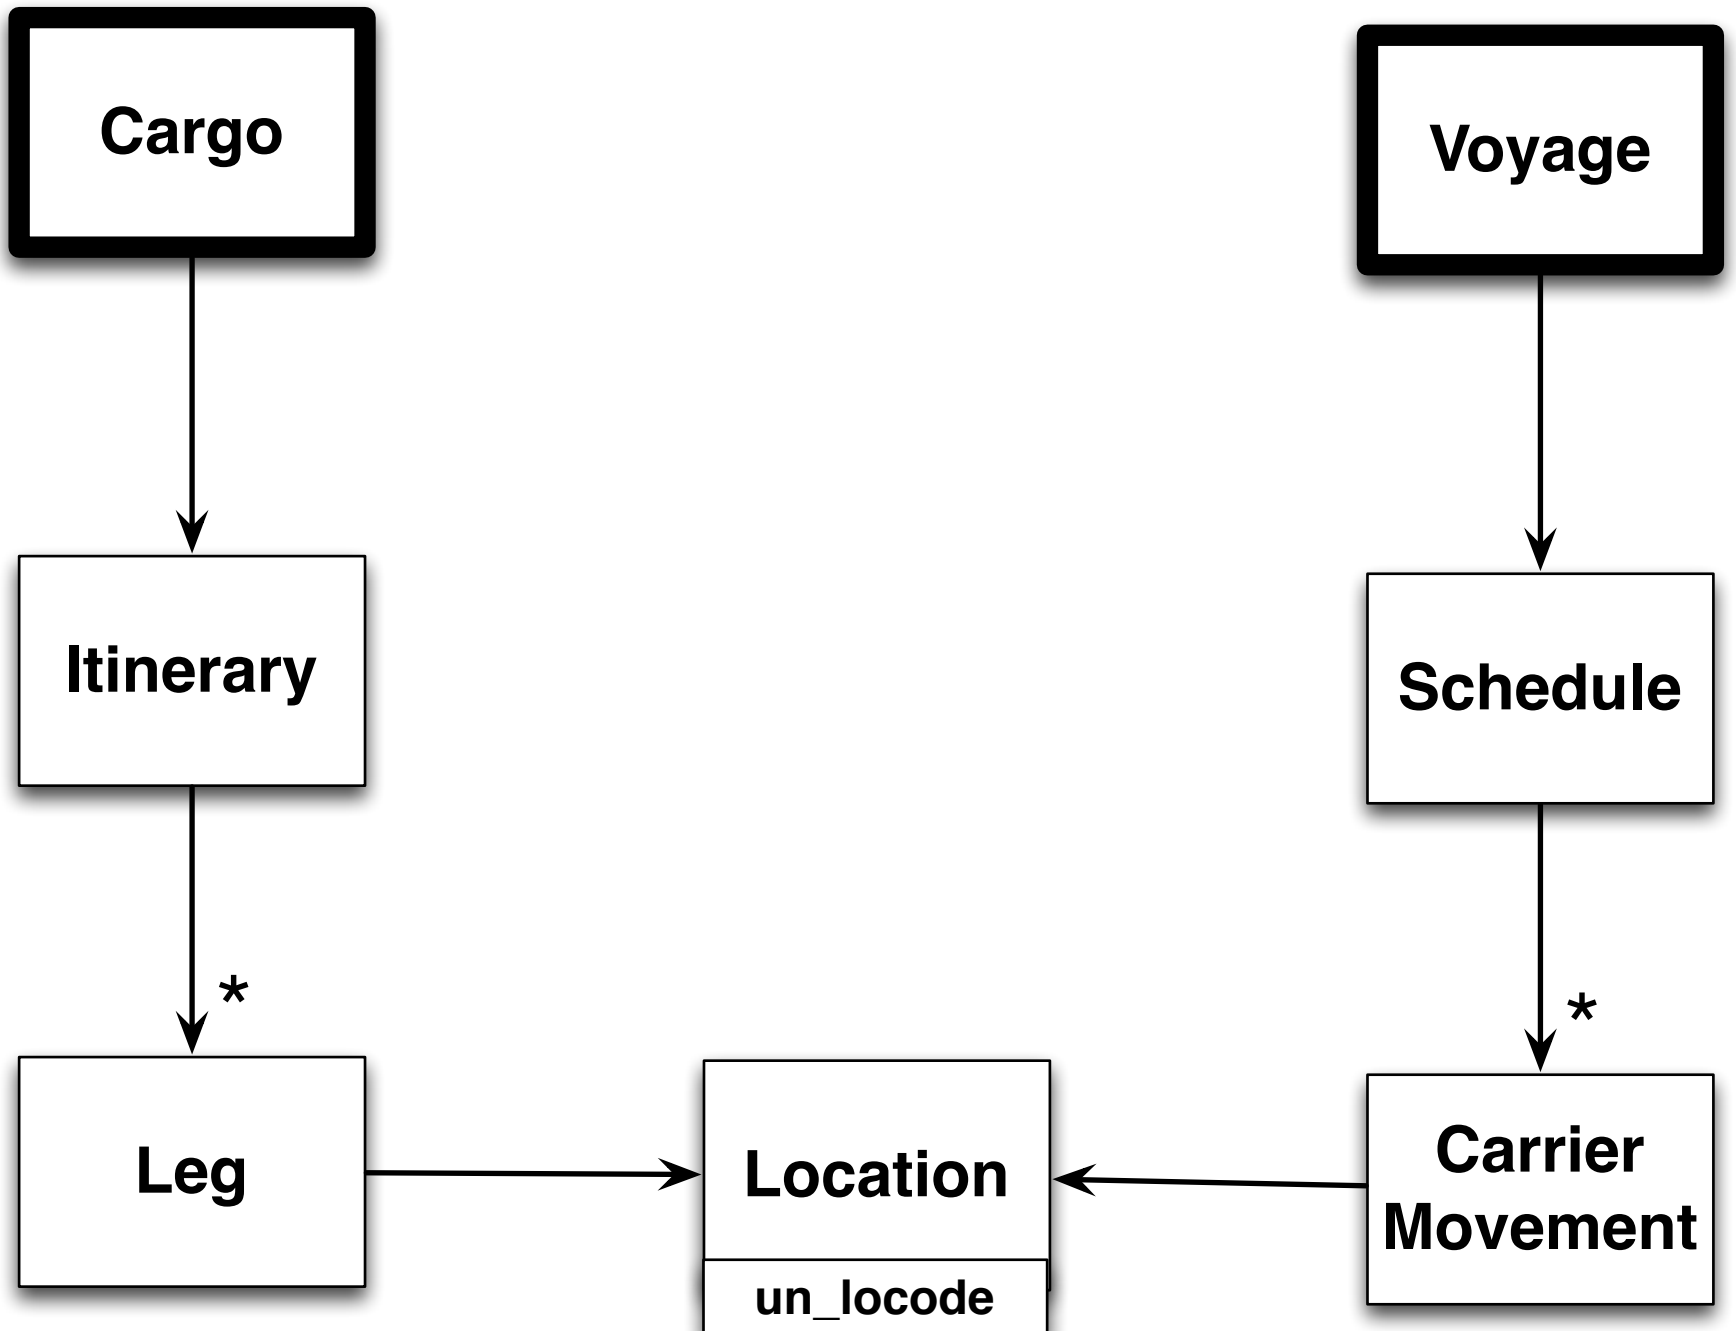 Cargo
Voyage
Itinerary
Schedule
*
*
Leg
Location
Carrier
Movement
un_locode